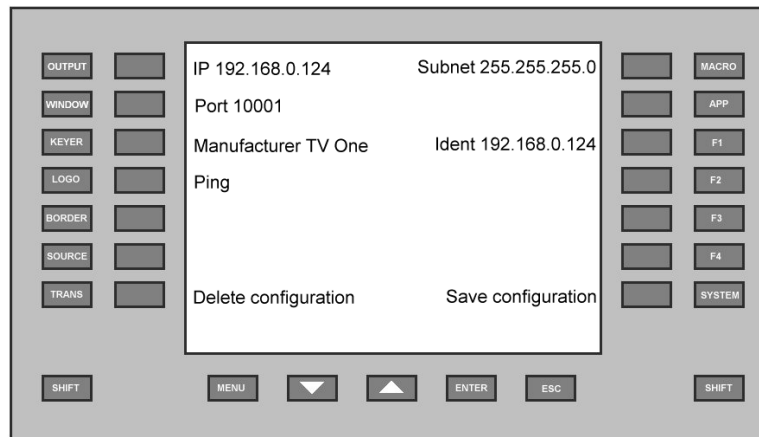 OUTPUT
IP 192.168.0.124
Subnet 255.255.255.0
MACRO
WINDOW
Port 10001
APP
KEYER
Manufacturer TV One
Ident 192.168.0.124
F1
LOGO
Ping
F2
BORDER
F3
SOURCE
F4
TRANS
Delete configuration
Save configuration
SYSTEM
SHIFT
MENU
ENTER
ESC
SHIFT